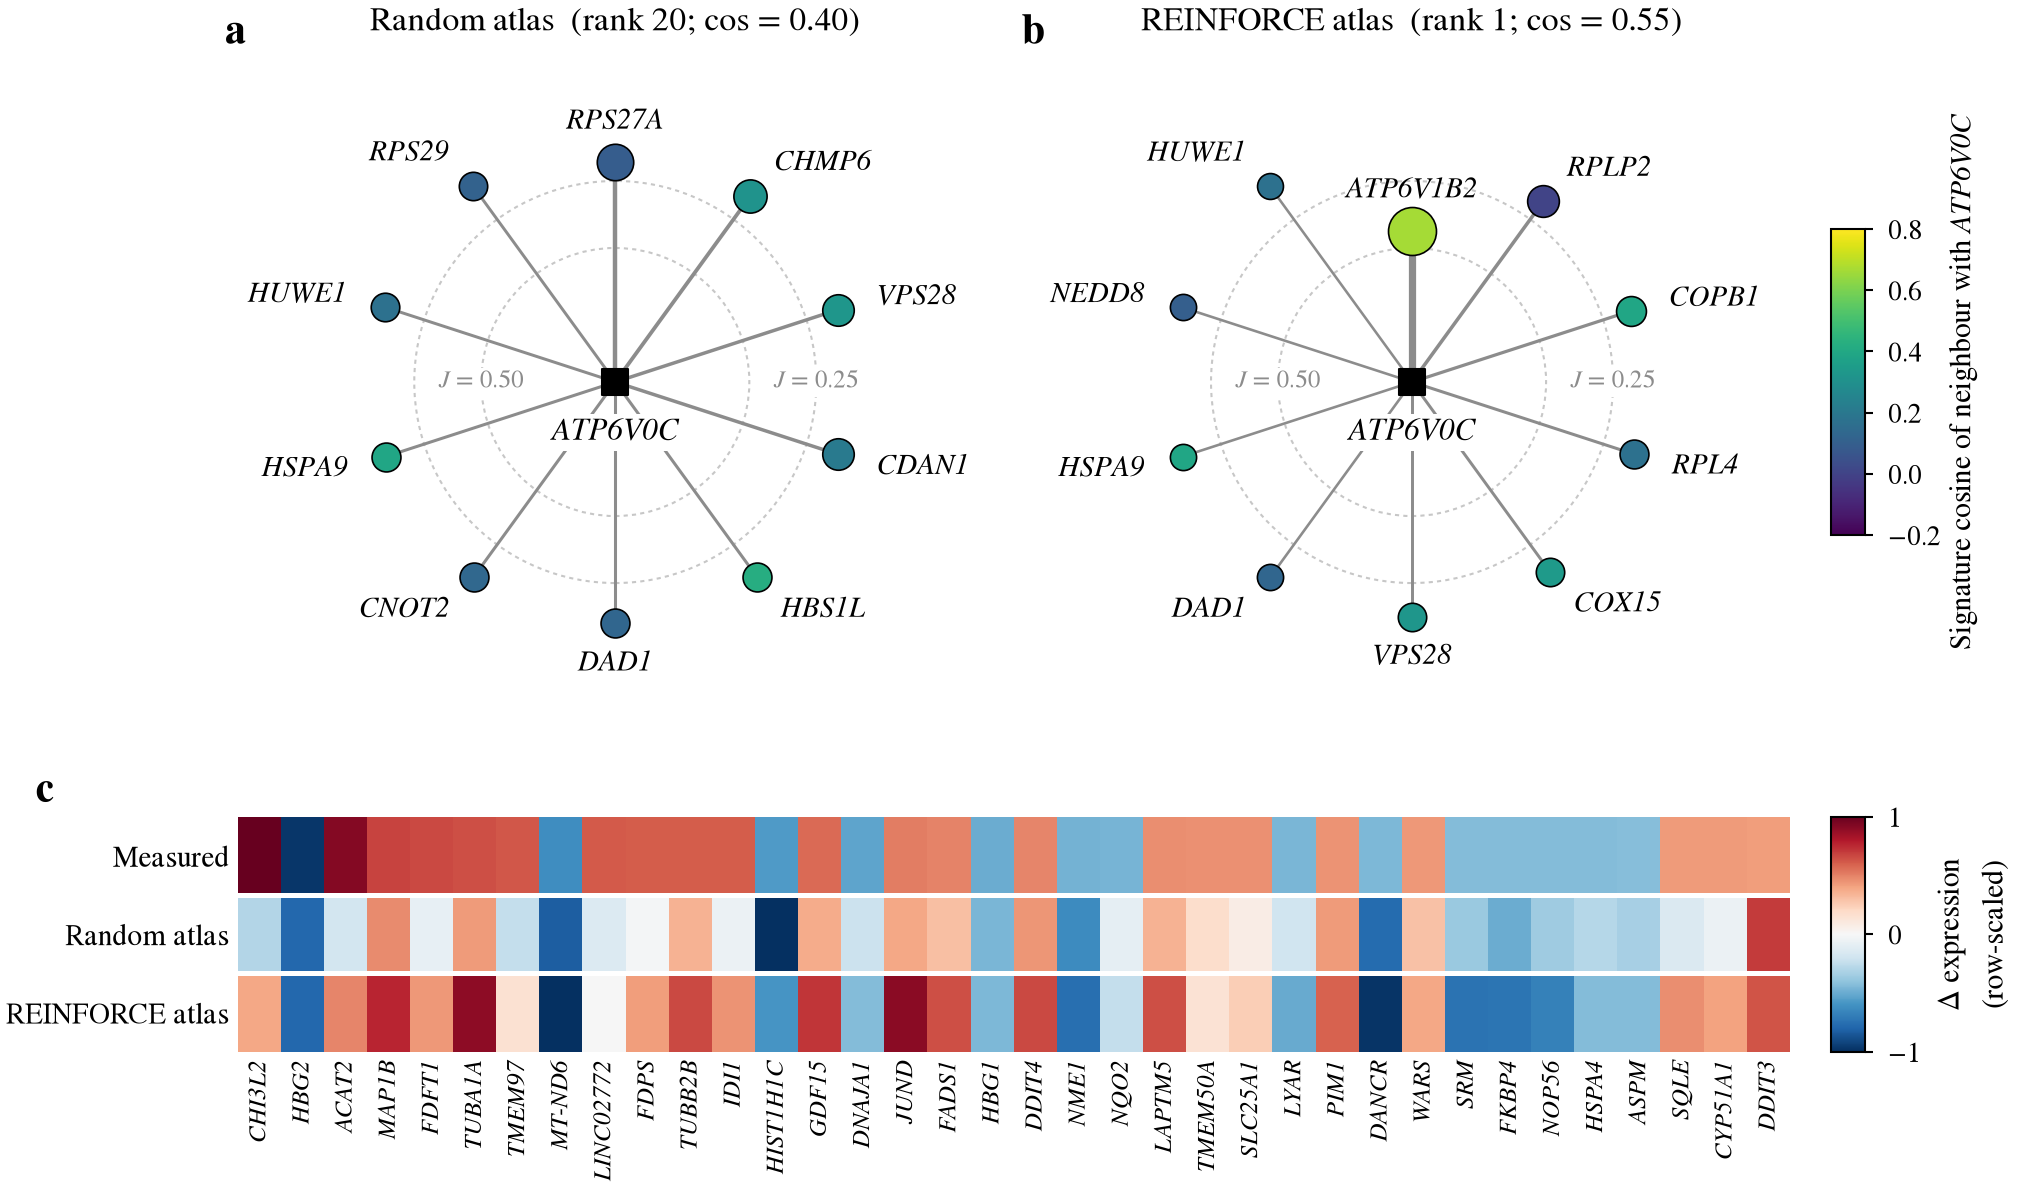 a
Random atlas (rank 20; cos = 0.40)
RPS27A
RPS29
CHMP6
HUWE1
VPS28
J = 0.50
J = 0.25
ATP6V0C
HSPA9
CDAN1
CNOT2
HBS1L
DAD1
b
REINFORCE atlas (rank 1; cos = 0.55)
HUWE1
ATP6V1B2
RPLP2
NEDD8
COPB1
J = 0.50
J = 0.25
ATP6V0C
HSPA9
RPL4
DAD1
COX15
VPS28
0.8
0.6
0.4
0.2
0.0
−0.2
Signature cosine of neighbour with ATP6V0C
c
Measured
Random atlas
REINFORCE atlas
CHI3L2
HBG2
ACAT2
MAP1B
FDFT1
TUBA1A
TMEM97
MT-ND6
LINC02772
FDPS
TUBB2B
IDI1
HIST1H1C
GDF15
DNAJA1
JUND
FADS1
HBG1
DDIT4
NME1
NQO2
LAPTM5
TMEM50A
SLC25A1
LYAR
PIM1
DANCR
WARS
SRM
FKBP4
NOP56
HSPA4
ASPM
SQLE
CYP51A1
DDIT3
1
0
−1
Δ expression
(row-scaled)